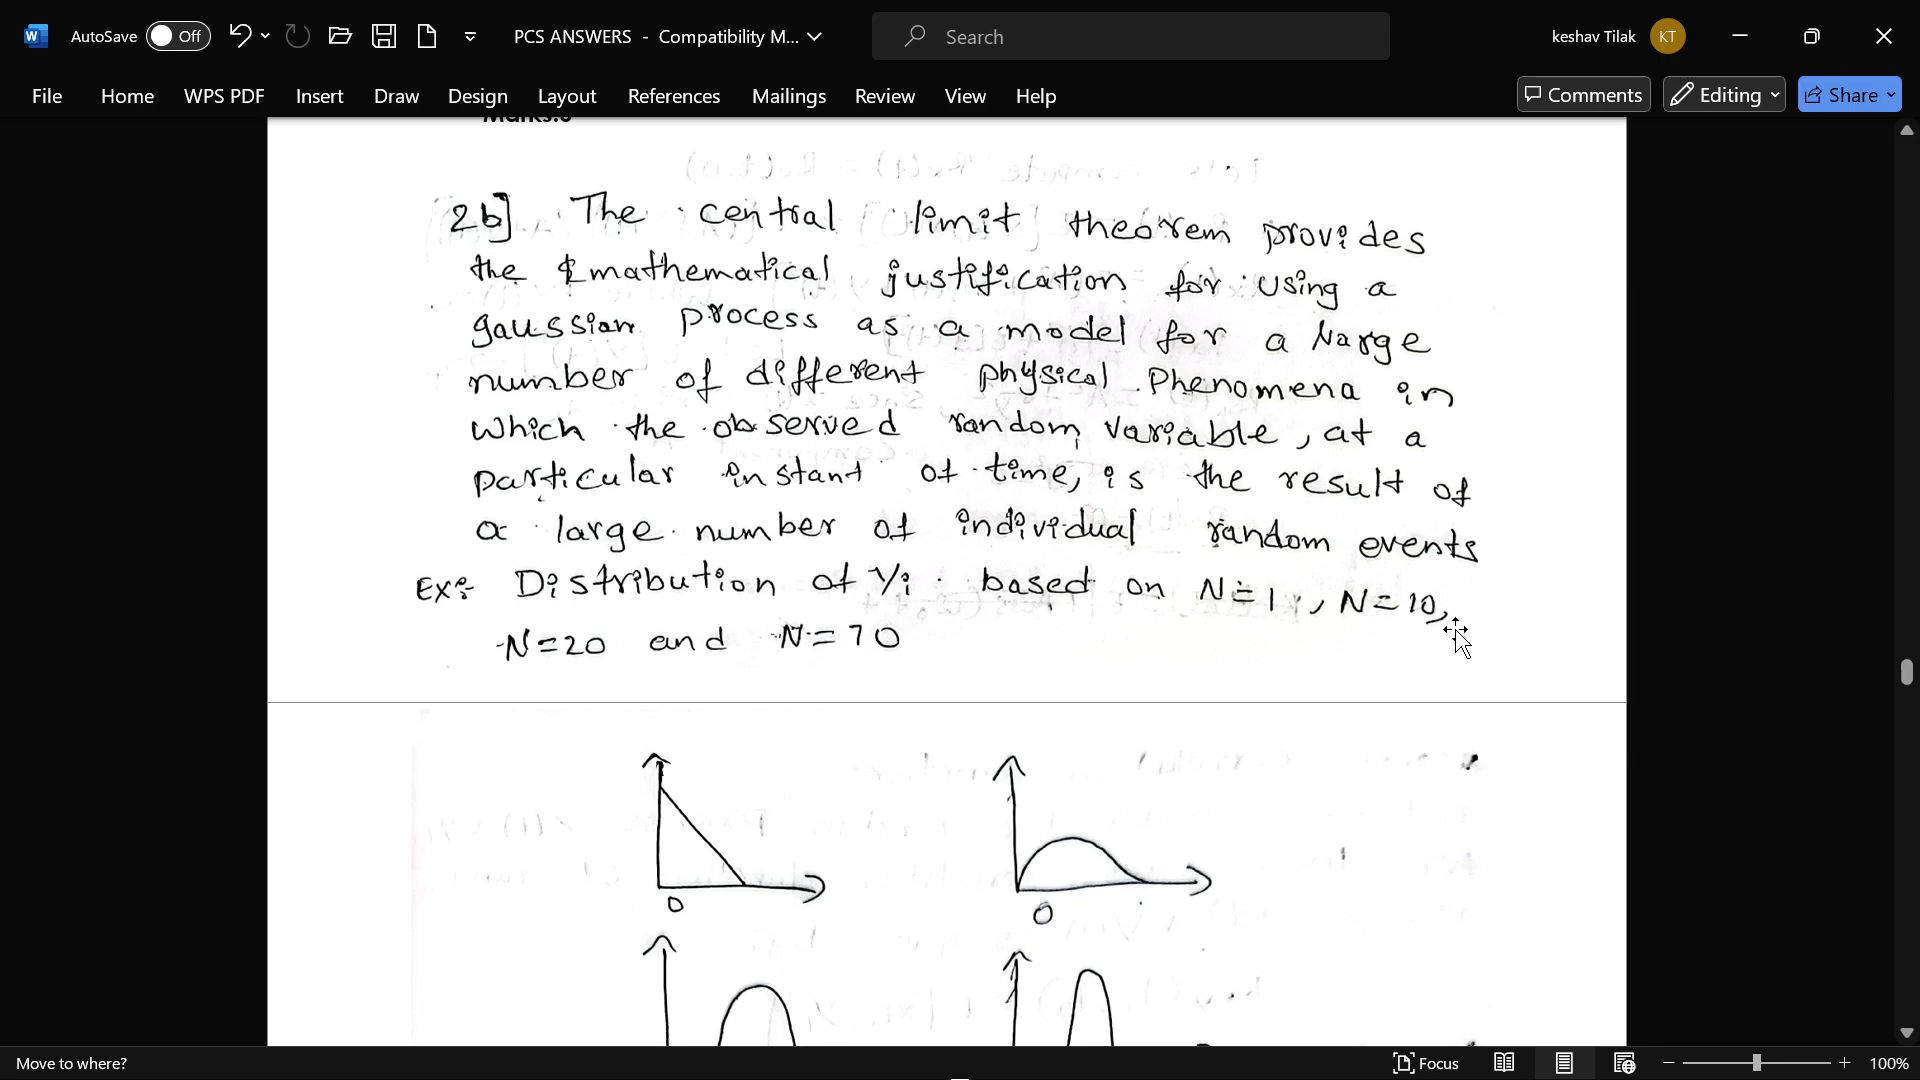 AutoSave Off PCS ANSWERS - Compatibility M... Search keshav Tilak KT
File Home WPS PDF Insert Draw Design Layout References Mailings Review View Help Comments Editing Share
2b] The central limit theorem provides
the mathematical justification for using a
gaussian process as a model for a large
number of different physical Phenomena in
which the observed random variable, at a
particular instant of time, is the result of
a large number of individual random events
Ex:- Distribution of Yi based on N=1, N=10,
N=20 and N=70
0 0
Move to where? Focus 100%